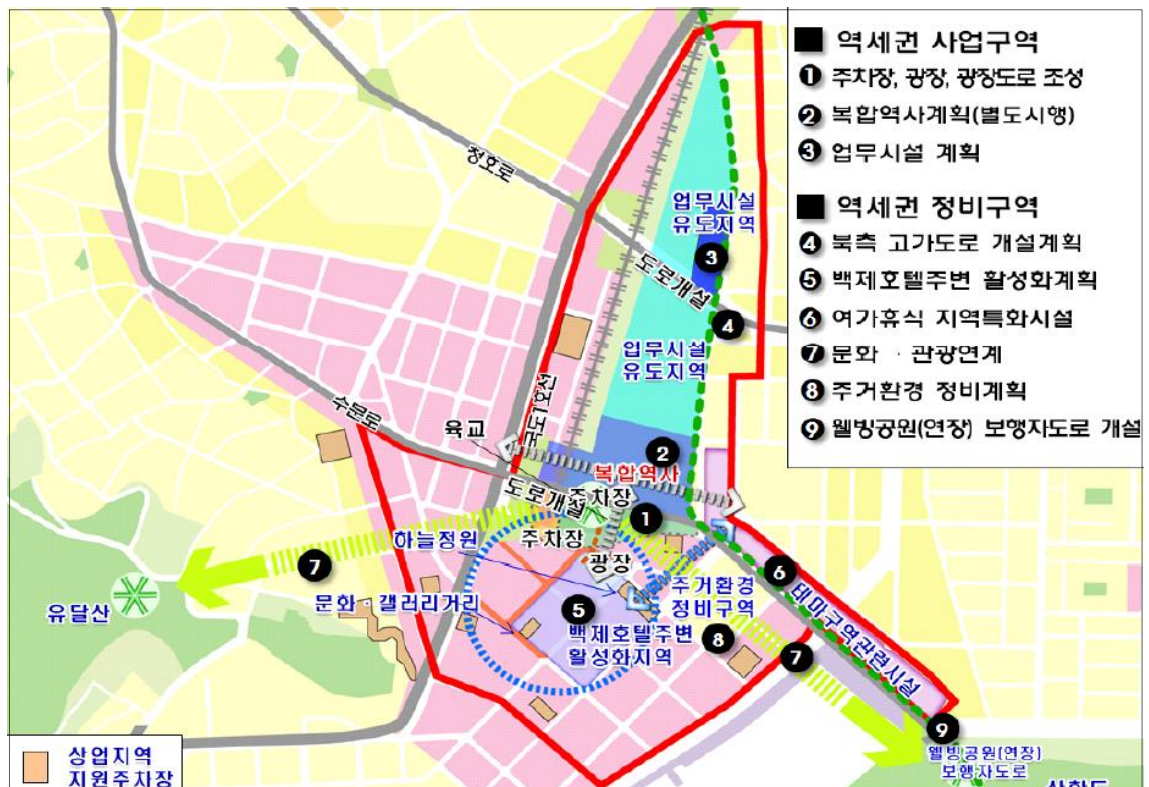 ■ 역세권 사업구역
❶ 주차장, 광장, 광장도로 조성
❷ 복합역사계획(별도시행)
❸ 업무시설 계획
■ 역세권 정비구역
❹ 북측 고가도로 개설계획
❺ 백제호텔주변 활성화계획
❻ 여가휴식 지역특화시설
❼ 문화 · 관광연계
❽ 주거환경 정비계획
❾ 웰빙공원(연장) 보행자도로 개설
청호로
업무시설
유도지역
❸
도로개설
❹
업무시설
유도지역
국도1호선
수문로
육교
❷
복합역사
도로개설
주차장
❶
주차장
하늘정원
광장
❼
유달산
문화 · 갤러리거리
❺
백제호텔주변
활성화지역
주거환경
정비구역
❽
❻
테마구역관련시설
❼
❾
웰빙공원(연장)
보행자도로
상업지역
지원주차장